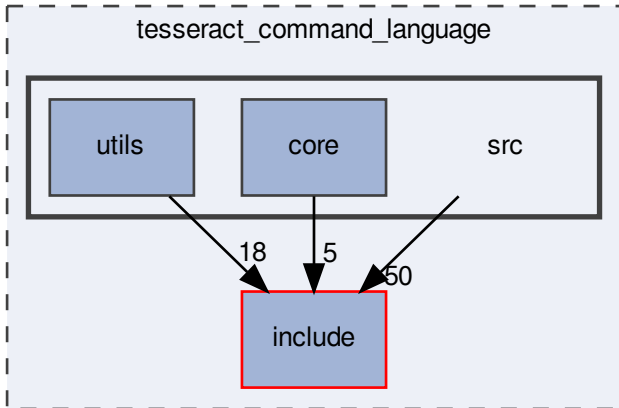 tesseract_command_language
utils
core
src
18
5
50
include